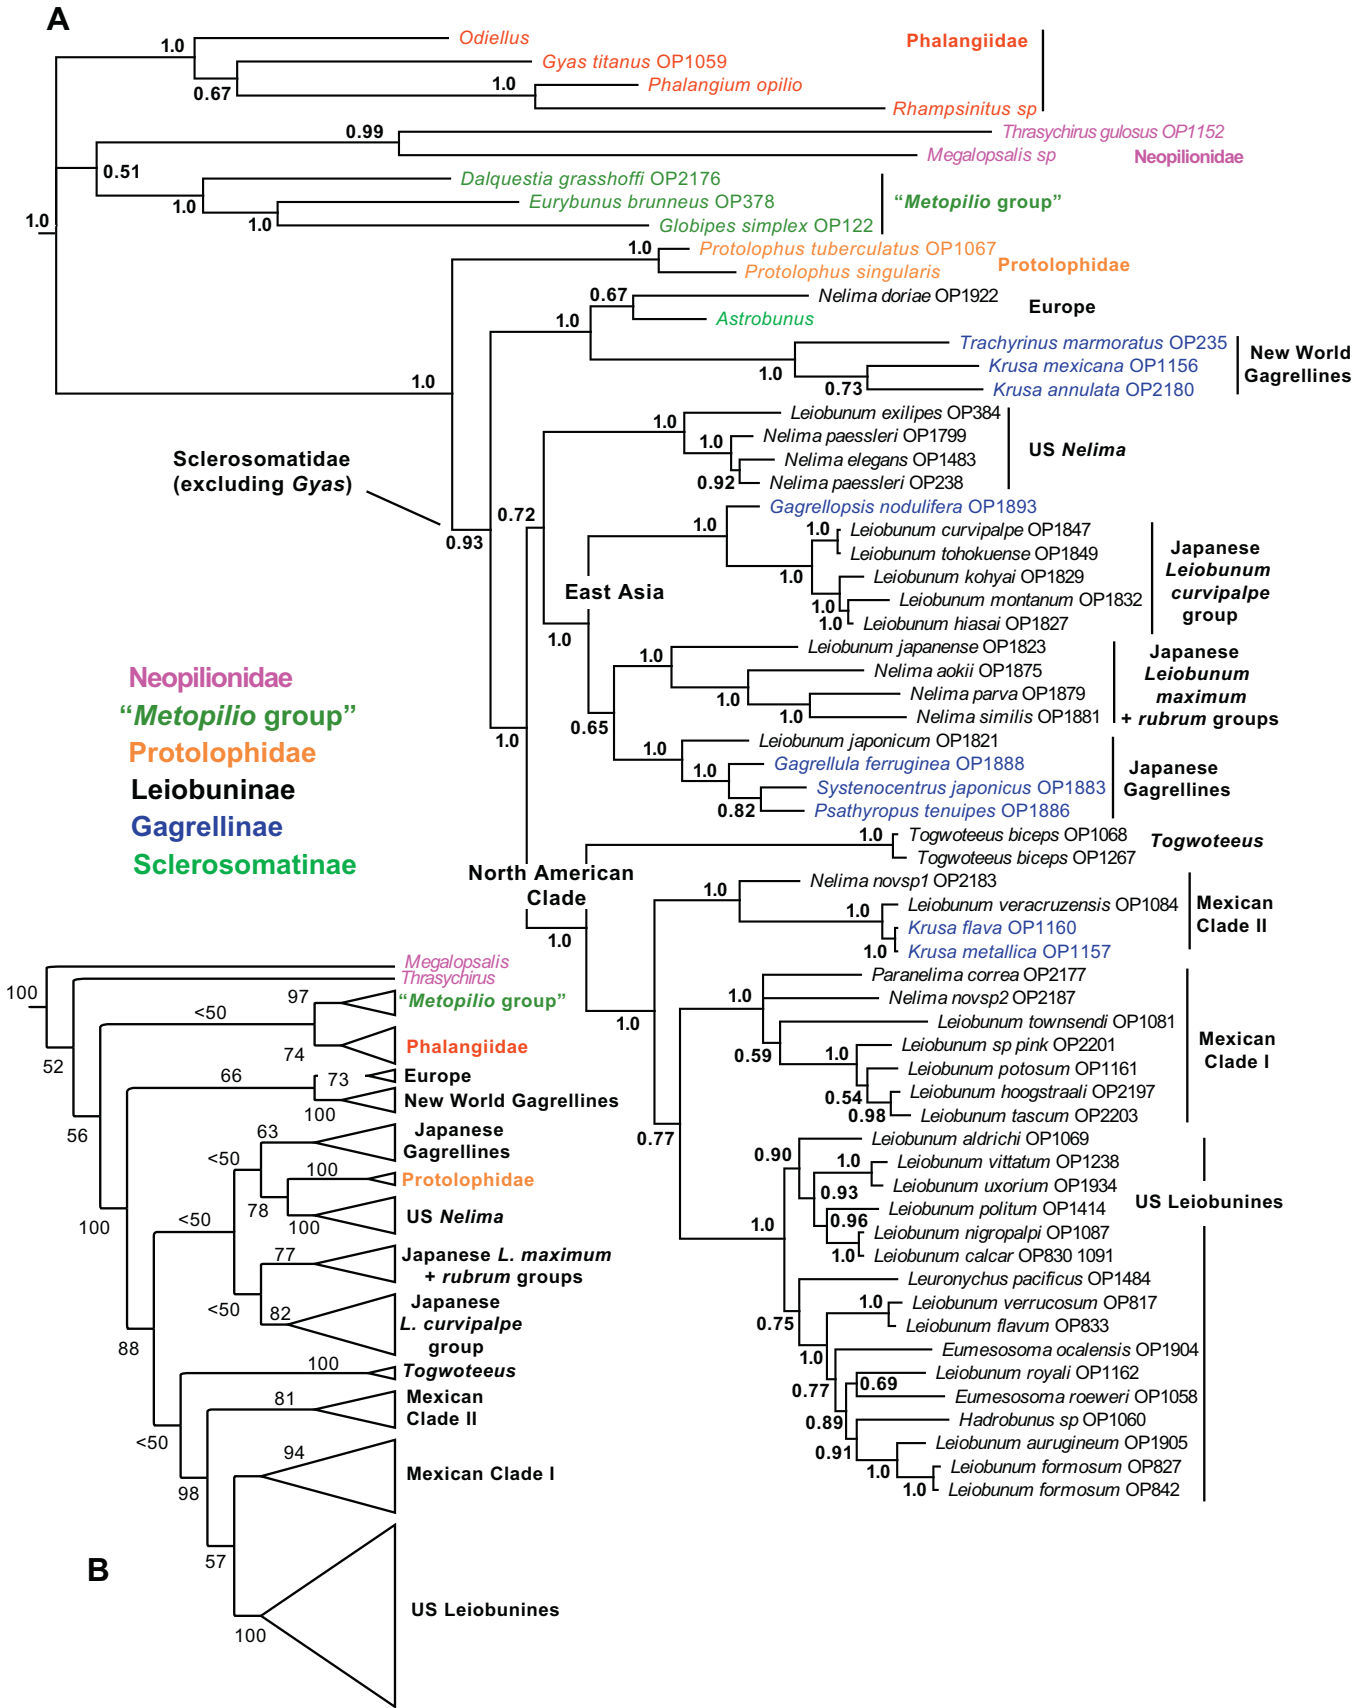 A
1.0
Odiellus
Phalangiidae
Gyas titanus OP1059
0.67
1.0
Phalangium opilio
Rhampsinitus sp
0.99
Thrasychirus gulosus OP1152
Megalopsalis sp
Neopilionidae
0.51
Dalquestia grasshoffi OP2176
1.0
Eurybunus brunneus OP378
“Metopilio group”
1.0
1.0
Globipes simplex OP122
1.0
Protolophus tuberculatus OP1067
Protolophus singularis
Protolophidae
0.67
Nelima doriae OP1922
Europe
1.0
Astrobunus
Trachyrinus marmoratus OP235
New World
Gagrellines
1.0
Krusa mexicana OP1156
0.73
Krusa annulata OP2180
1.0
Leiobunum exilipes OP384
1.0
1.0
Nelima paessleri OP1799
US Nelima
Sclerosomatidae
(excluding Gyas)
Nelima elegans OP1483
0.92
Nelima paessleri OP238
0.72
0.93
Gagrellopsis nodulifera OP1893
1.0
1.0
Leiobunum curvipalpe OP1847
Leiobunum tohokuense OP1849
Japanese
Leiobunum
curvipalpe
group
1.0
Leiobunum kohyai OP1829
East Asia
1.0
Leiobunum montanum OP1832
1.0
Leiobunum hiasai OP1827
1.0
Leiobunum japanense OP1823
1.0
Nelima aokii OP1875
Japanese
Leiobunum
maximum
+ rubrum groups
1.0
Nelima parva OP1879
1.0
Nelima similis OP1881
0.65
1.0
1.0
Leiobunum japonicum OP1821
1.0
Gagrellula ferruginea OP1888
Japanese
Gagrellines
Systenocentrus japonicus OP1883
0.82
Psathyropus tenuipes OP1886
Neopilionidae
“Metopilio group”
Protolophidae
Leiobuninae
Gagrellinae
Sclerosomatinae
1.0
Togwoteeus biceps OP1068
Togwoteeus biceps OP1267
Togwoteeus
North American
Clade
1.0
1.0
Nelima novsp1 OP2183
1.0
Leiobunum veracruzensis OP1084
Mexican
Clade II
Krusa flava OP1160
1.0
Krusa metallica OP1157
1.0
Paranelima correa OP2177
1.0
Nelima novsp2 OP2187
Leiobunum townsendi OP1081
0.59
1.0
Leiobunum sp pink OP2201
Mexican
Clade I
Leiobunum potosum OP1161
0.54
Leiobunum hoogstraali OP2197
0.98
Leiobunum tascum OP2203
0.77
Leiobunum aldrichi OP1069
0.90
1.0
Leiobunum vittatum OP1238
Leiobunum uxorium OP1934
0.93
US Leiobunines
Leiobunum politum OP1414
0.96
1.0
Leiobunum nigropalpi OP1087
1.0
Leiobunum calcar OP830 1091
Leuronychus pacificus OP1484
0.75
1.0
Leiobunum verrucosum OP817
Leiobunum flavum OP833
1.0
Eumesosoma ocalensis OP1904
0.77
Leiobunum royali OP1162
0.69
Eumesosoma roeweri OP1058
0.89
Hadrobunus sp OP1060
0.91
Leiobunum aurugineum OP1905
1.0
Leiobunum formosum OP827
1.0
Leiobunum formosum OP842
B
100
Megalopsalis
Thrasychirus
97
“Metopilio group”
<50
52
74
Phalangiidae
66
73
Europe
100
New World Gagrellines
56
63
Japanese
Gagrellines
<50
100
Protolophidae
78
100
US Nelima
100
<50
77
Japanese L. maximum
+ rubrum groups
<50
82
Japanese
L. curvipalpe
group
88
100
Togwoteeus
81
Mexican
Clade II
<50
94
Mexican Clade I
98
57
100
US Leiobunines